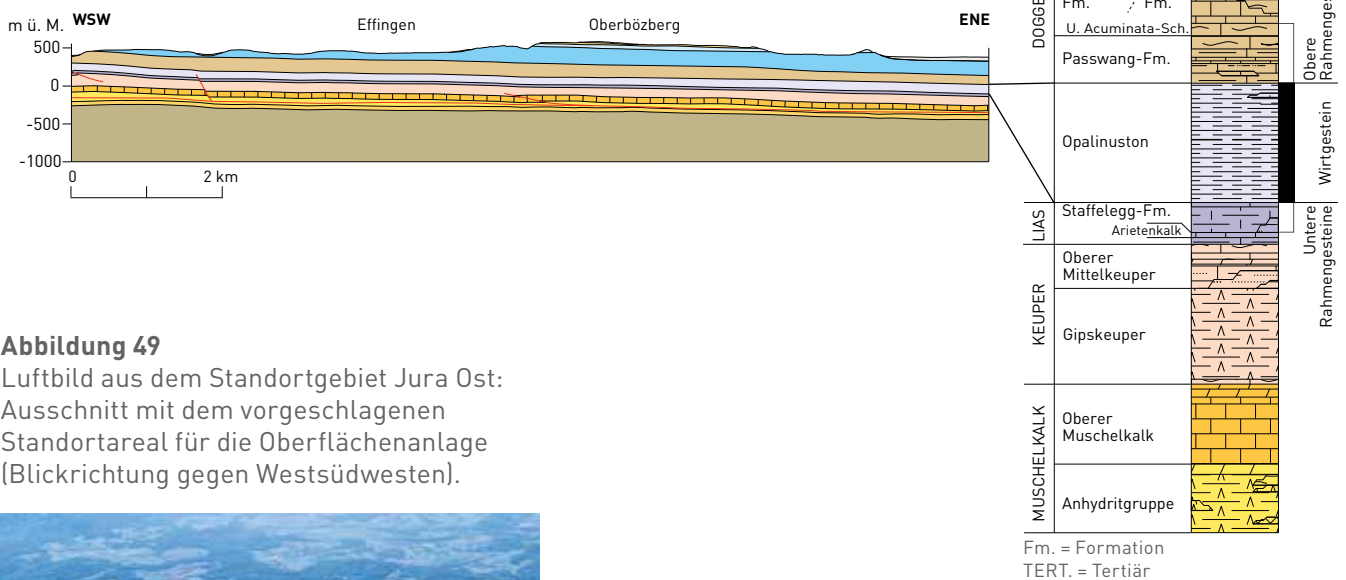 m ü. M. WSW Effingen Oberbözberg ENE
500
0
-500
-1000
0 2 km
Abbildung 49
Luftbild aus dem Standortgebiet Jura Ost:
Ausschnitt mit dem vorgeschlagenen
Standortareal für die Oberflächenanlage
(Blickrichtung gegen Westsüdwesten).
DOGGER
Fm. Fm.
U. Acuminata-Sch.
Passwang-Fm.
Obere
Opalinuston
Wirtgestein
LIAS
Staffelegg-Fm.
Arietenkalk
Untere
Rahmengesteine
KEUPER
Oberer
Mittelkeuper
Gipskeuper
MUSCHELKALK
Oberer
Muschelkalk
Anhydritgruppe
Fm. = Formation
TERT. = Tertiär